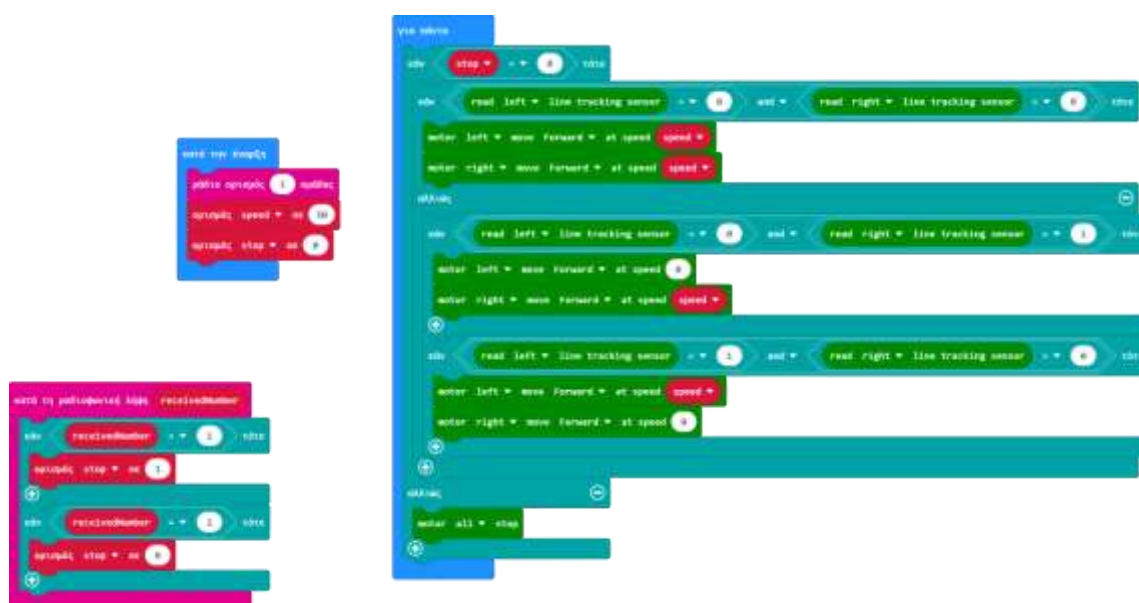 κατά την έναρξη
ράδιο ορισμός 1 ομάδας
ορισμός speed σε
ορισμός stop σε
κατά τη ραδιοφωνική λήψη receivedNumber
εάν receivedNumber = 1 τότε
ορισμός stop σε 1
εάν receivedNumber = τότε
ορισμός stop σε 0
για πάντα
εάν stop = 0 τότε
εάν read left line tracking sensor = 0 and read right line tracking sensor = 0 τότε
motor left move Forward at speed speed
motor right move Forward at speed speed
αλλιώς
εάν read left line tracking sensor = 0 and read right line tracking sensor = 1
motor left move Forward at speed 0
motor right move Forward at speed speed
εάν read left line tracking sensor = 1 and read right line tracking sensor = 0
motor left move Forward at speed speed
motor right move Forward at speed 0
αλλιώς
motor all stop